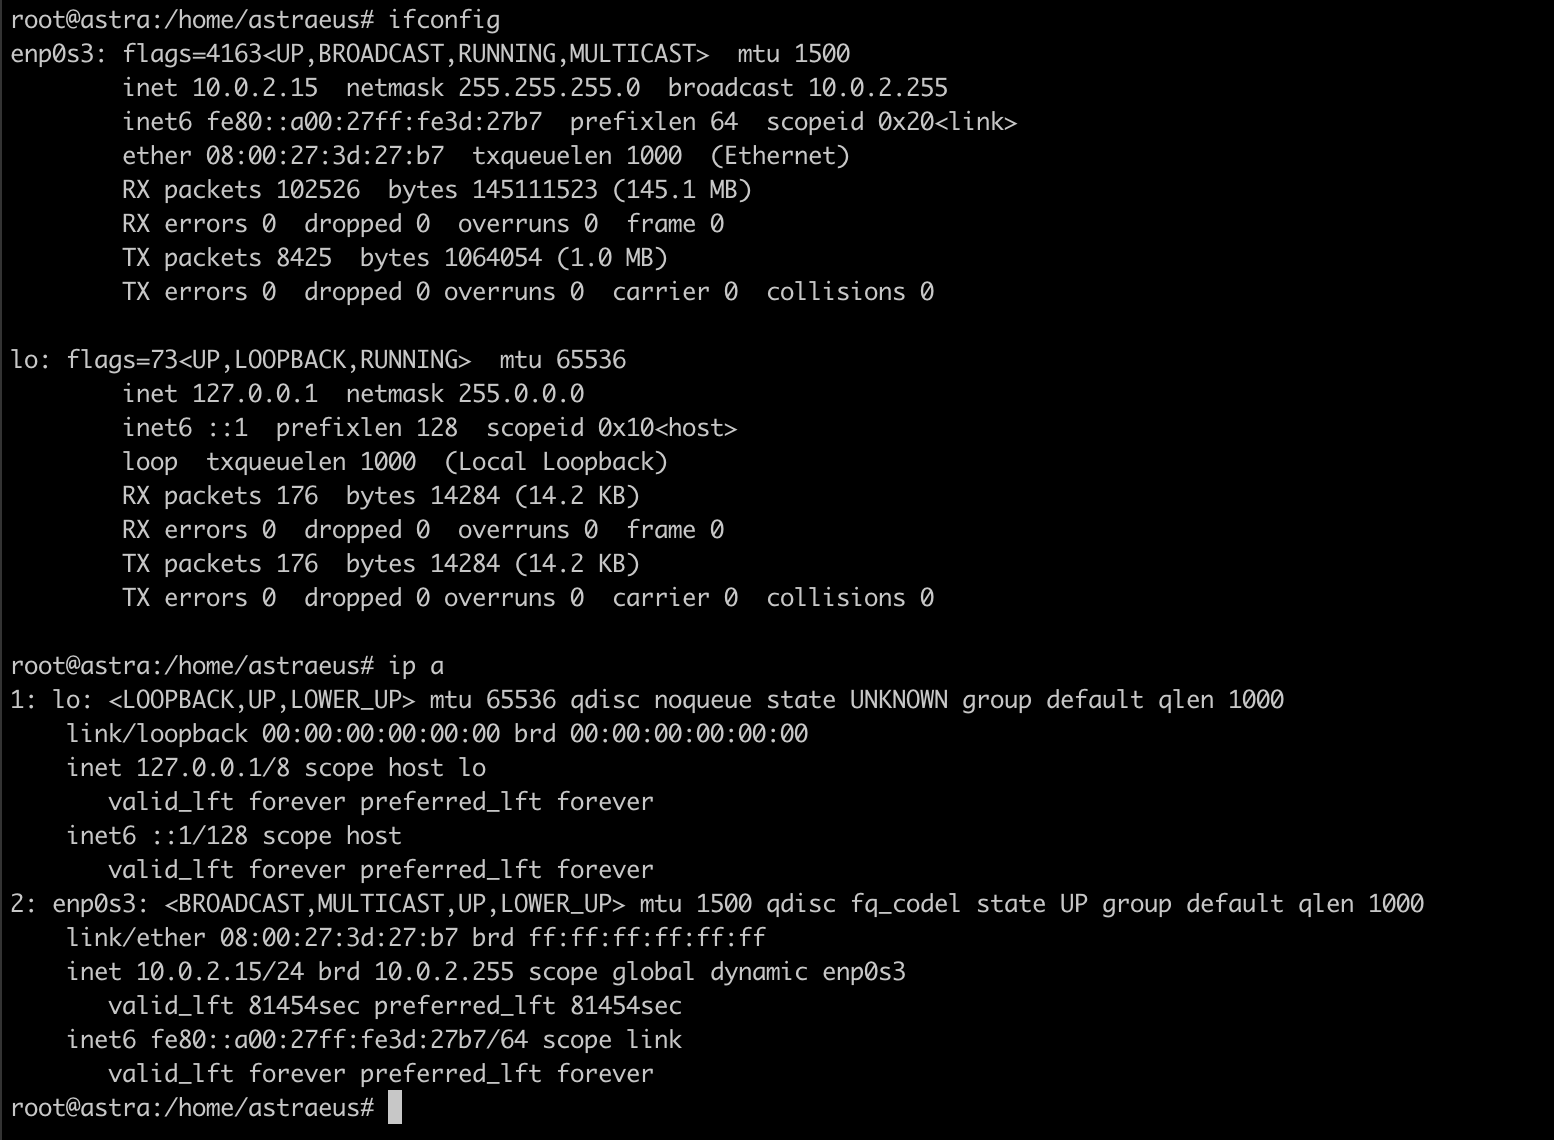 root@astra:/home/astraeus# ifconfig
enp0s3: flags=4163<UP,BROADCAST,RUNNING,MULTICAST>  mtu 1500
        inet 10.0.2.15  netmask 255.255.255.0  broadcast 10.0.2.255
        inet6 fe80::a00:27ff:fe3d:27b7  prefixlen 64  scopeid 0x20<link>
        ether 08:00:27:3d:27:b7  txqueuelen 1000  (Ethernet)
        RX packets 102526  bytes 145111523 (145.1 MB)
        RX errors 0  dropped 0  overruns 0  frame 0
        TX packets 8425  bytes 1064054 (1.0 MB)
        TX errors 0  dropped 0 overruns 0  carrier 0  collisions 0

lo: flags=73<UP,LOOPBACK,RUNNING>  mtu 65536
        inet 127.0.0.1  netmask 255.0.0.0
        inet6 ::1  prefixlen 128  scopeid 0x10<host>
        loop  txqueuelen 1000  (Local Loopback)
        RX packets 176  bytes 14284 (14.2 KB)
        RX errors 0  dropped 0  overruns 0  frame 0
        TX packets 176  bytes 14284 (14.2 KB)
        TX errors 0  dropped 0 overruns 0  carrier 0  collisions 0

root@astra:/home/astraeus# ip a
1: lo: <LOOPBACK,UP,LOWER_UP> mtu 65536 qdisc noqueue state UNKNOWN group default qlen 1000
    link/loopback 00:00:00:00:00:00 brd 00:00:00:00:00:00
    inet 127.0.0.1/8 scope host lo
       valid_lft forever preferred_lft forever
    inet6 ::1/128 scope host
       valid_lft forever preferred_lft forever
2: enp0s3: <BROADCAST,MULTICAST,UP,LOWER_UP> mtu 1500 qdisc fq_codel state UP group default qlen 1000
    link/ether 08:00:27:3d:27:b7 brd ff:ff:ff:ff:ff:ff
    inet 10.0.2.15/24 brd 10.0.2.255 scope global dynamic enp0s3
       valid_lft 81454sec preferred_lft 81454sec
    inet6 fe80::a00:27ff:fe3d:27b7/64 scope link
       valid_lft forever preferred_lft forever
root@astra:/home/astraeus#